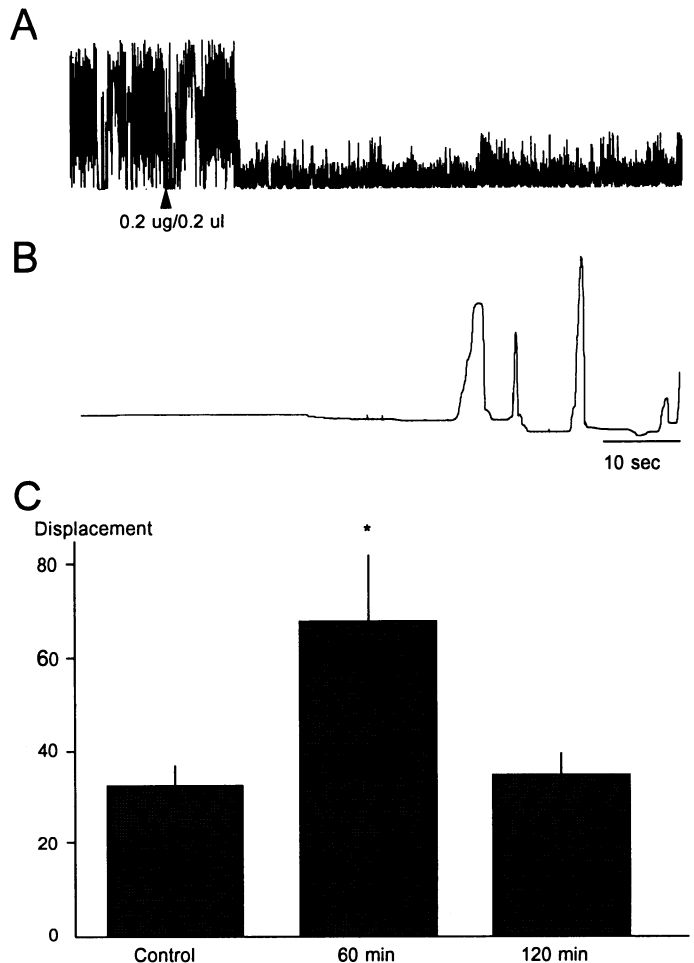 A
0.2 ug/0.2 ul
B
10 sec
C
Displacement
*
80
60
40
20
0
Control
60 min
120 min